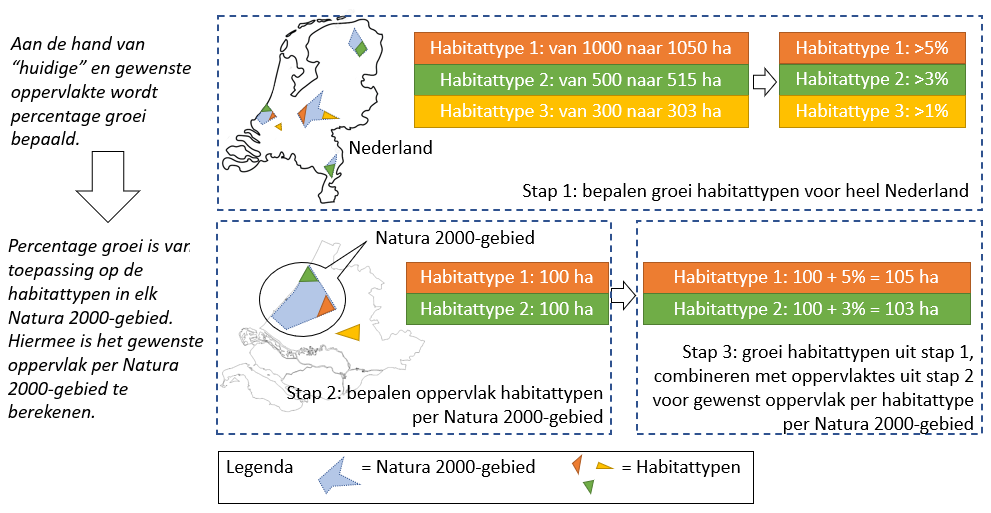 Aan de hand van
“huidige” en gewenste
oppervlakte wordt
percentage groei
bepaald.
Nederland
Habitattype 1: van 1000 naar 1050 ha
Habitattype 2: van 500 naar 515 ha
Habitattype 3: van 300 naar 303 ha
Habitattype 1: >5%
Habitattype 2: >3%
Habitattype 3: >1%
Stap 1: bepalen groei habitattypen voor heel Nederland
Percentage groei is van
toepassing op de
habitattypen in elk
Natura 2000-gebied.
Hiermee is het gewenste
oppervlak per Natura
2000-gebied te
berekenen.
Natura 2000-gebied
Habitattype 1: 100 ha
Habitattype 2: 100 ha
Stap 2: bepalen oppervlak habitattypen
per Natura 2000-gebied
Habitattype 1: 100 + 5% = 105 ha
Habitattype 2: 100 + 3% = 103 ha
Stap 3: groei habitattypen uit stap 1,
combineren met oppervlaktes uit stap 2
voor gewenst oppervlak per habitattype
per Natura 2000-gebied
Legenda
= Natura 2000-gebied
= Habitattypen